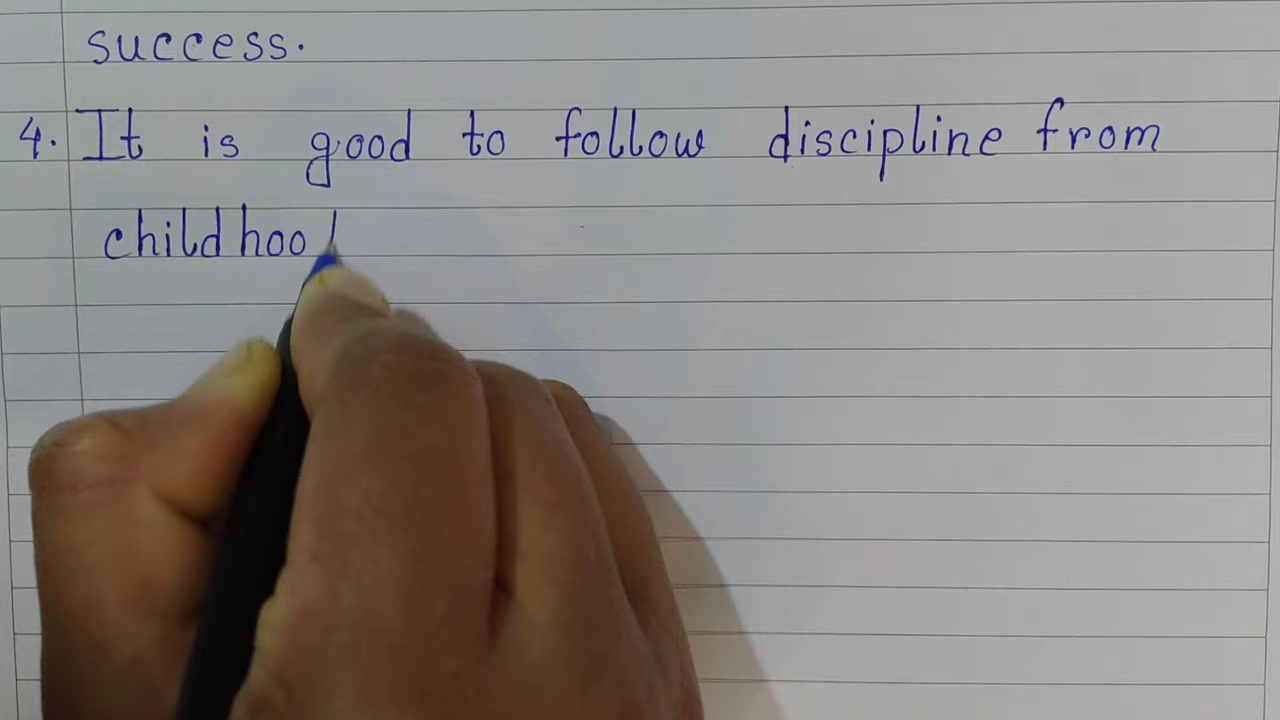 success.
4. It is good to follow discipline from
childhoo